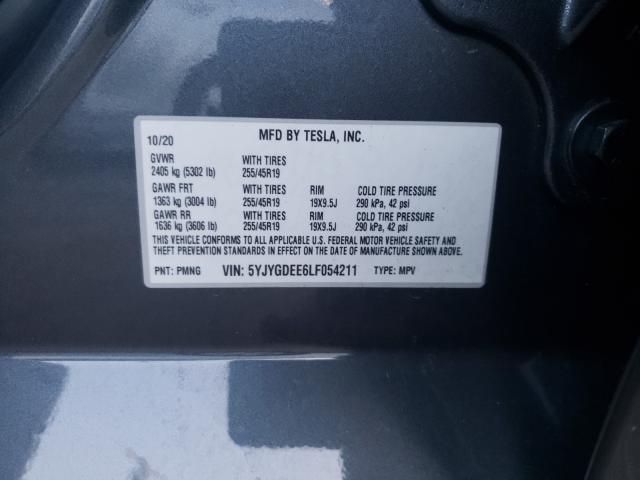 10/20 MFD BY TESLA, INC.
GVWR WITH TIRES
2405 kg (5302 lb) 255/45R19
GAWR FRT WITH TIRES RIM COLD TIRE PRESSURE
1363 kg (3004 lb) 255/45R19 19X9.5J 290 kPa, 42 psi
GAWR RR WITH TIRES RIM COLD TIRE PRESSURE
1636 kg (3606 lb) 255/45R19 19X9.5J 290 kPa, 42 psi
THIS VEHICLE CONFORMS TO ALL APPLICABLE U.S. FEDERAL MOTOR VEHICLE SAFETY AND
THEFT PREVENTION STANDARDS IN EFFECT ON THE DATE OF MANUFACTURE SHOWN ABOVE.
PNT: PMNG VIN: 5YJYGDEE6LF054211 TYPE: MPV